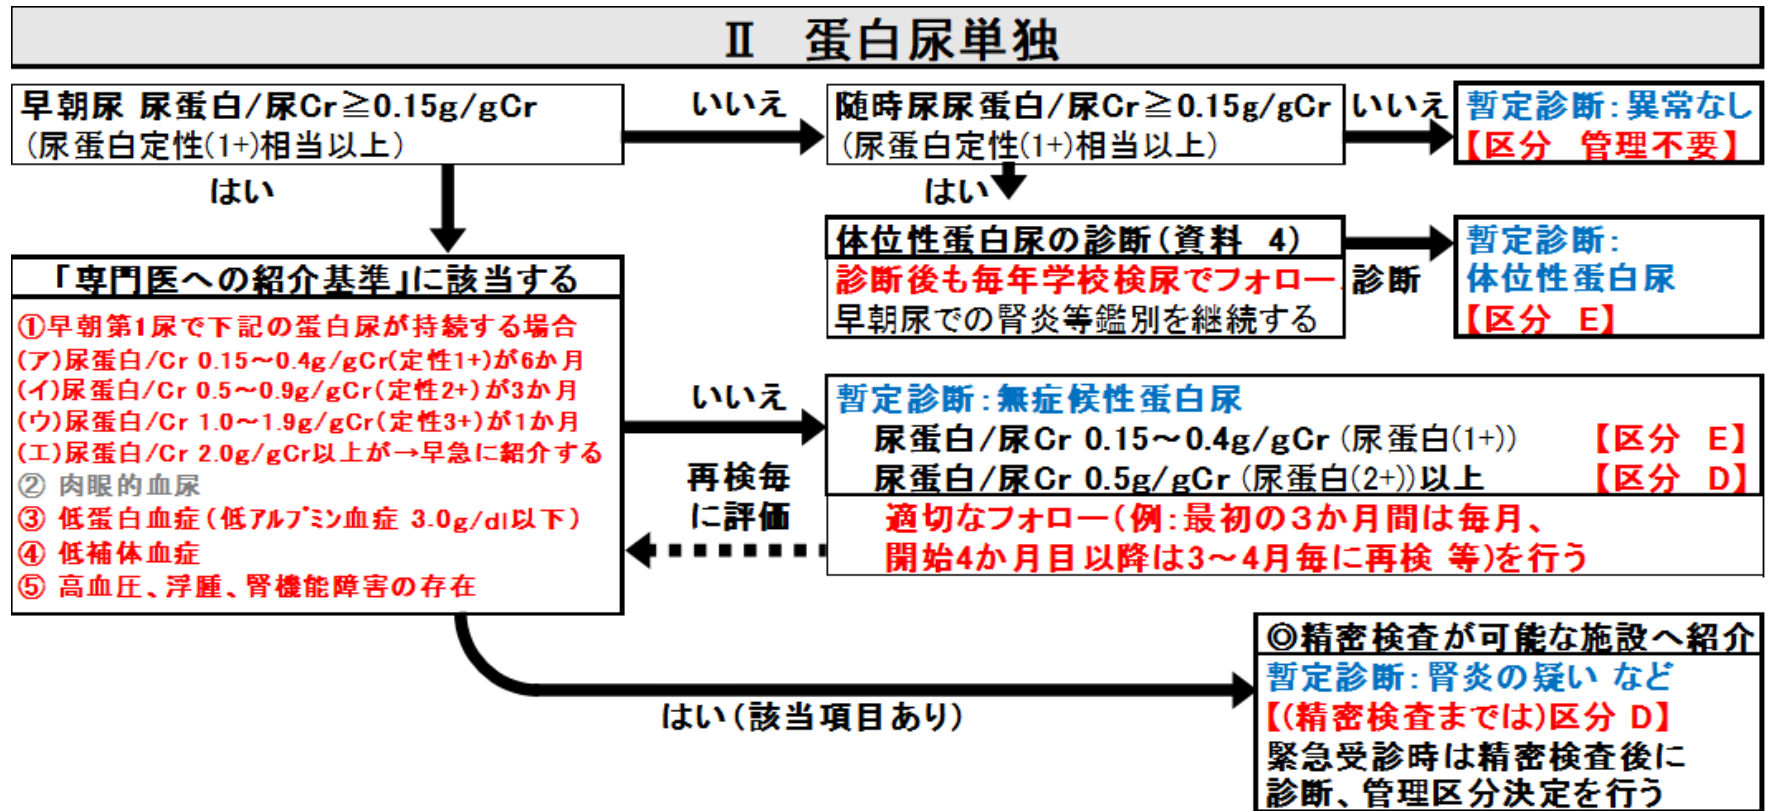 Ⅱ　蛋白尿単独
早朝尿 尿蛋白/尿Cr≧0.15g/gCr
(尿蛋白定性(1+)相当以上)
いいえ
随時尿尿蛋白/尿Cr≧0.15g/gCr
(尿蛋白定性(1+)相当以上)
いいえ
暫定診断:異常なし
【区分　管理不要】
はい
はい
体位性蛋白尿の診断(資料　4)
診断後も毎年学校検尿でフォロー、
早朝尿での腎炎等鑑別を継続する
診断
暫定診断:
体位性蛋白尿
【区分　E】
「専門医への紹介基準」に該当する
①早朝第1尿で下記の蛋白尿が持続する場合
(ア)尿蛋白/Cr 0.15～0.4g/gCr(定性1+)が6か月
(イ)尿蛋白/Cr 0.5～0.9g/gCr(定性2+)が3か月
(ウ)尿蛋白/Cr 1.0～1.9g/gCr(定性3+)が1か月
(エ)尿蛋白/Cr 2.0g/gCr以上が→早急に紹介する
② 肉眼的血尿
③ 低蛋白血症(低ｱﾙﾌﾞﾐﾝ血症 3.0g/dl以下)
④ 低補体血症
⑤ 高血圧、浮腫、腎機能障害の存在
いいえ
再検毎
に評価
暫定診断:無症候性蛋白尿
尿蛋白/尿Cr 0.15～0.4g/gCr (尿蛋白(1+))　【区分　E】
尿蛋白/尿Cr 0.5g/gCr (尿蛋白(2+))以上　【区分　D】
適切なフォロー(例:最初の３か月間は毎月、
開始4か月目以降は3～4月毎に再検 等)を行う
はい(該当項目あり)
◎精密検査が可能な施設へ紹介
暫定診断:腎炎の疑い など
【(精密検査までは)区分 D】
緊急受診時は精密検査後に
診断、管理区分決定を行う